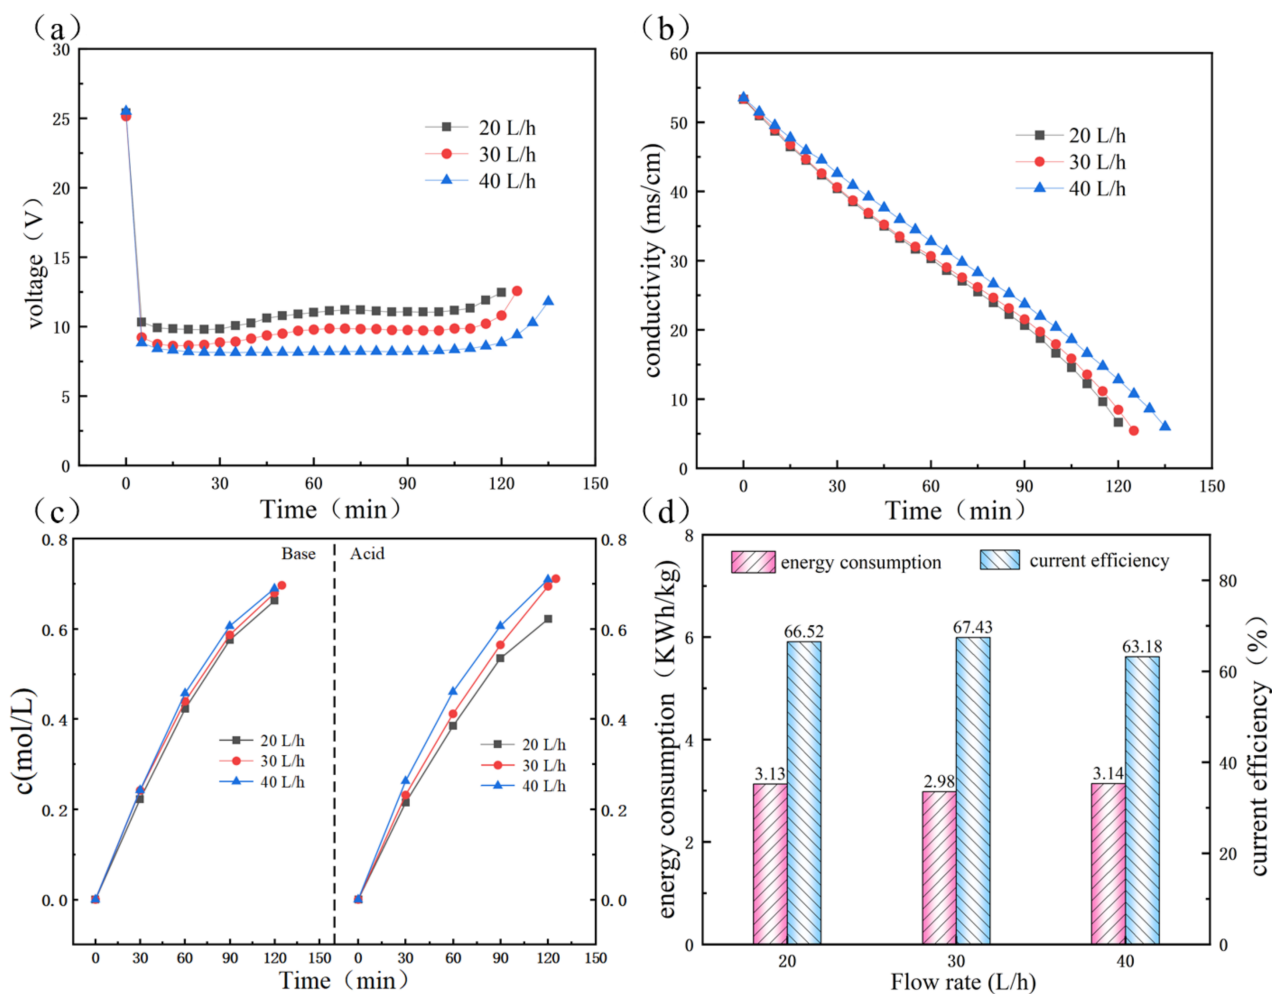 (a)
30
25
20
15
10
5
0
voltage（V）
20 L/h
30 L/h
40 L/h
0
30
60
90
120
150
Time（min）
(b)
60
50
40
30
20
10
0
conductivity (ms/cm)
20 L/h
30 L/h
40 L/h
0
30
60
90
120
150
Time（min）
(c)
0.8
0.6
0.4
0.2
0.0
c(mol/L)
Base
Acid
20 L/h
30 L/h
40 L/h
20 L/h
30 L/h
40 L/h
0.8
0.6
0.4
0.2
0.0
0
30
60
90
120
150
0
30
60
90
120
150
Time（min）
(d)
8
6
4
2
0
energy consumption（KWh/kg）
energy consumption
current efficiency
66.52
67.43
63.18
3.13
2.98
3.14
80
60
40
20
0
current efficiency（%）
20
30
40
Flow rate (L/h)